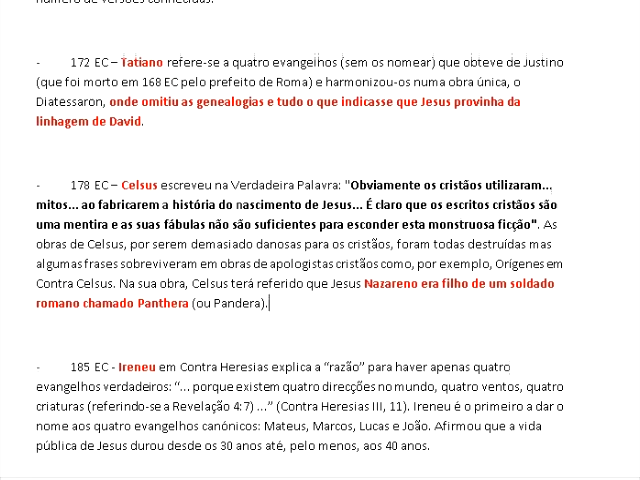 número de versões conhecidas.
- 172 EC – Tatiano refere-se a quatro evangelhos (sem os nomear) que obteve de Justino
(que foi morto em 168 EC pelo prefeito de Roma) e harmonizou-os numa obra única, o
Diatessaron, onde omitiu as genealogias e tudo o que indicasse que Jesus provinha da
linhagem de David.
- 178 EC – Celsus escreveu na Verdadeira Palavra: "Obviamente os cristãos utilizaram...
mitos... ao fabricarem a história do nascimento de Jesus... É claro que os escritos cristãos são
uma mentira e as suas fábulas não são suficientes para esconder esta monstruosa ficção". As
obras de Celsus, por serem demasiado danosas para os cristãos, foram todas destruídas mas
algumas frases sobreviveram em obras de apologistas cristãos como, por exemplo, Orígenes em
Contra Celsus. Na sua obra, Celsus terá referido que Jesus Nazareno era filho de um soldado
romano chamado Panthera (ou Pandera).
- 185 EC - Ireneu em Contra Heresias explica a “razão” para haver apenas quatro
evangelhos verdadeiros: “... porque existem quatro direcções no mundo, quatro ventos, quatro
criaturas (referindo-se a Revelação 4:7) ...” (Contra Heresias III, 11). Ireneu é o primeiro a dar o
nome aos quatro evangelhos canónicos: Mateus, Marcos, Lucas e João. Afirmou que a vida
pública de Jesus durou desde os 30 anos até, pelo menos, aos 40 anos.